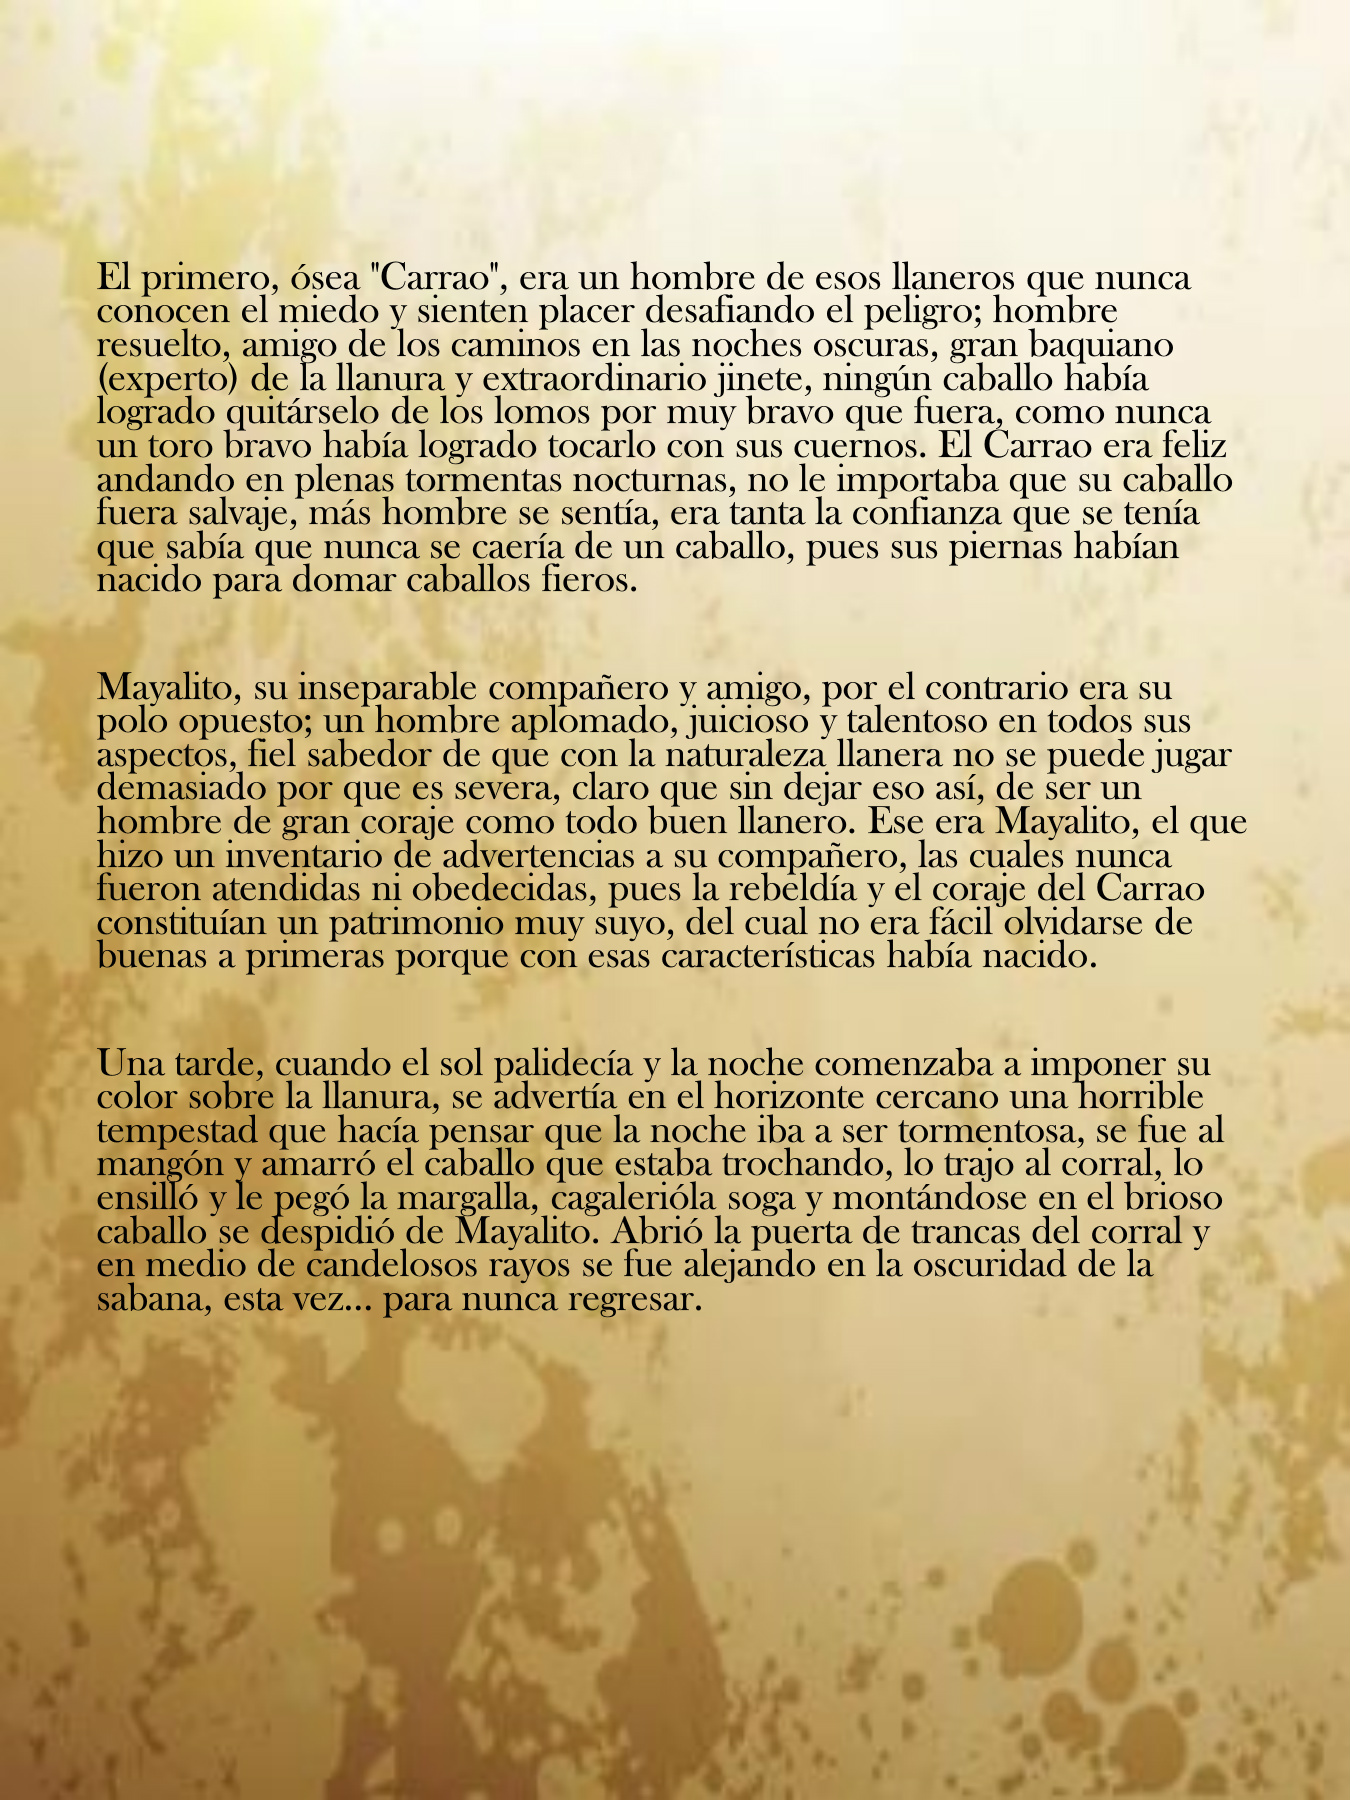 El primero, ósea "Carrao", era un hombre de esos llaneros que nunca
conocen el miedo y sienten placer desafiando el peligro; hombre
resuelto, amigo de los caminos en las noches oscuras, gran baquiano
(experto) de la llanura y extraordinario jinete, ningún caballo había
logrado quitárselo de los lomos por muy bravo que fuera, como nunca
un toro bravo había logrado tocarlo con sus cuernos. El Carrao era feliz
andando en plenas tormentas nocturnas, no le importaba que su caballo
fuera salvaje, más hombre se sentía, era tanta la confianza que se tenía
que sabía que nunca se caería de un caballo, pues sus piernas habían
nacido para domar caballos fieros.
Mayalito, su inseparable compañero y amigo, por el contrario era su
polo opuesto; un hombre aplomado, juicioso y talentoso en todos sus
aspectos, fiel sabedor de que con la naturaleza llanera no se puede jugar
demasiado por que es severa, claro que sin dejar eso así, de ser un
hombre de gran coraje como todo buen llanero. Ese era Mayalito, el que
hizo un inventario de advertencias a su compañero, las cuales nunca
fueron atendidas ni obedecidas, pues la rebeldía y el coraje del Carrao
constituían un patrimonio muy suyo, del cual no era fácil olvidarse de
buenas a primeras porque con esas características había nacido.
Una tarde, cuando el sol palidecía y la noche comenzaba a imponer su
color sobre la llanura, se advertía en el horizonte cercano una horrible
tempestad que hacía pensar que la noche iba a ser tormentosa, se fue al
mangón y amarró el caballo que estaba trochando, lo trajo al corral, lo
ensilló y le pegó la margalla, cagalerióla soga y montándose en el brioso
caballo se despidió de Mayalito. Abrió la puerta de trancas del corral y
en medio de candelosos rayos se fue alejando en la oscuridad de la
sabana, esta vez... para nunca regresar.